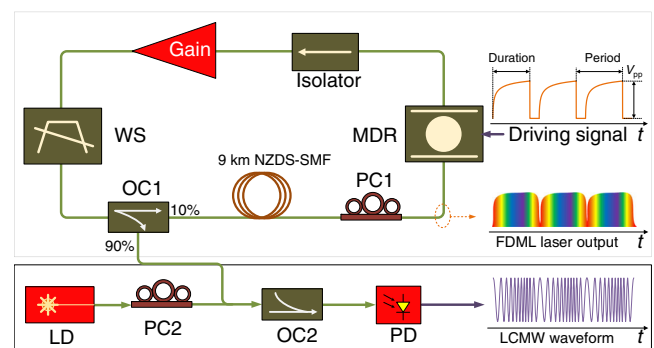 Gain
Isolator
Duration
Period
Vpp
WS
MDR
Driving signal
t
9 km NZDS-SMF
OC1
PC1
10%
90%
FDML laser output
t
LD
PC2
OC2
PD
LCMW waveform
t